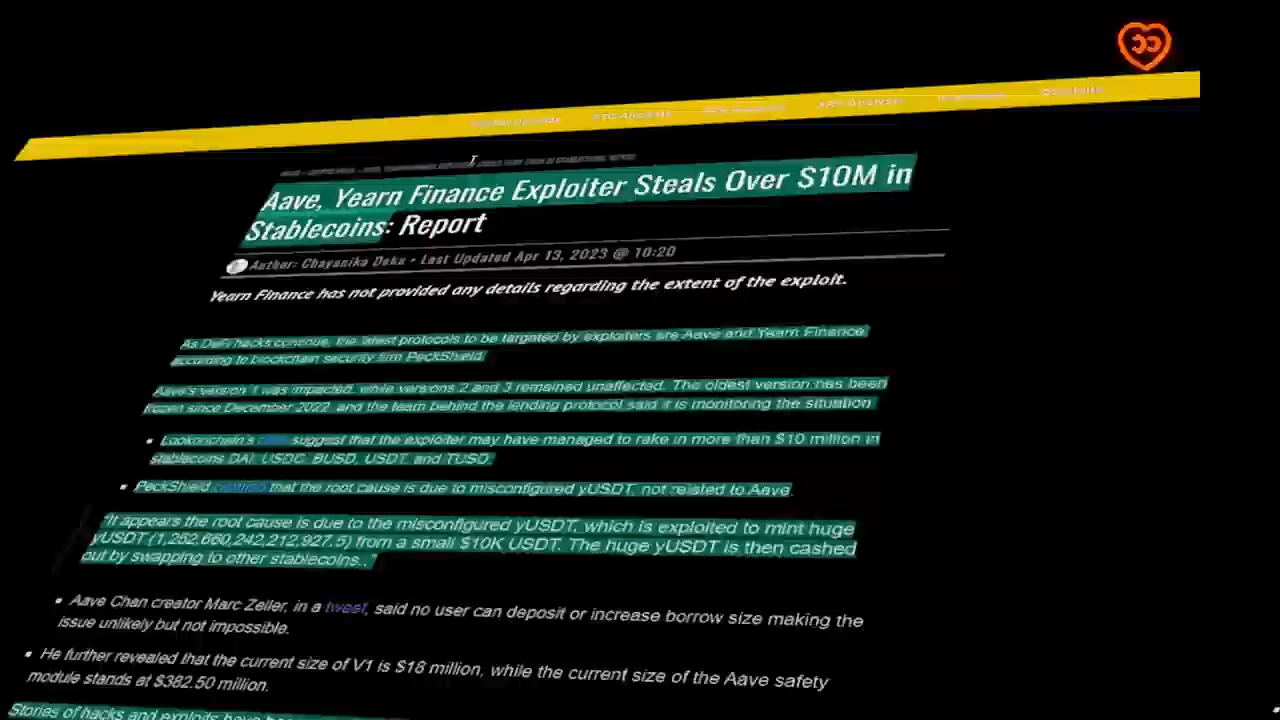 Aave, Yearn Finance Exploiter Steals Over $10M in
Stablecoins: Report
Author: Chayanika Deka • Last Updated Apr 13, 2023 @ 10:20
Yearn Finance has not provided any details regarding the extent of the exploit.
As DeFi hacks continue, the latest protocols to be targeted by exploiters are Aave and Yearn Finance
according to blockchain security firm PeckShield.
Aave's version 1 was impacted, while versions 2 and 3 remained unaffected. The oldest version has been
frozen since December 2022, and the team behind the lending protocol said it is monitoring the situation
Lookonchain's suggest that the exploiter may have managed to rake in more than $10 million in
stablecoins DAI, USDC, BUSD, USDT, and TUSD.
PeckShield that the root cause is due to misconfigured yUSDT, not related to Aave.
"It appears the root cause is due to the misconfigured yUSDT, which is exploited to mint huge
yUSDT (1,252,660,242,212,927.5) from a small $10K USDT. The huge yUSDT is then cashed
out by swapping to other stablecoins.."
Aave Chan creator Marc Zeller, in a tweet, said no user can deposit or increase borrow size making the
issue unlikely but not impossible.
He further revealed that the current size of V1 is $18 million, while the current size of the Aave safety
module stands at $382.50 million.
Stories of hacks and exploits have